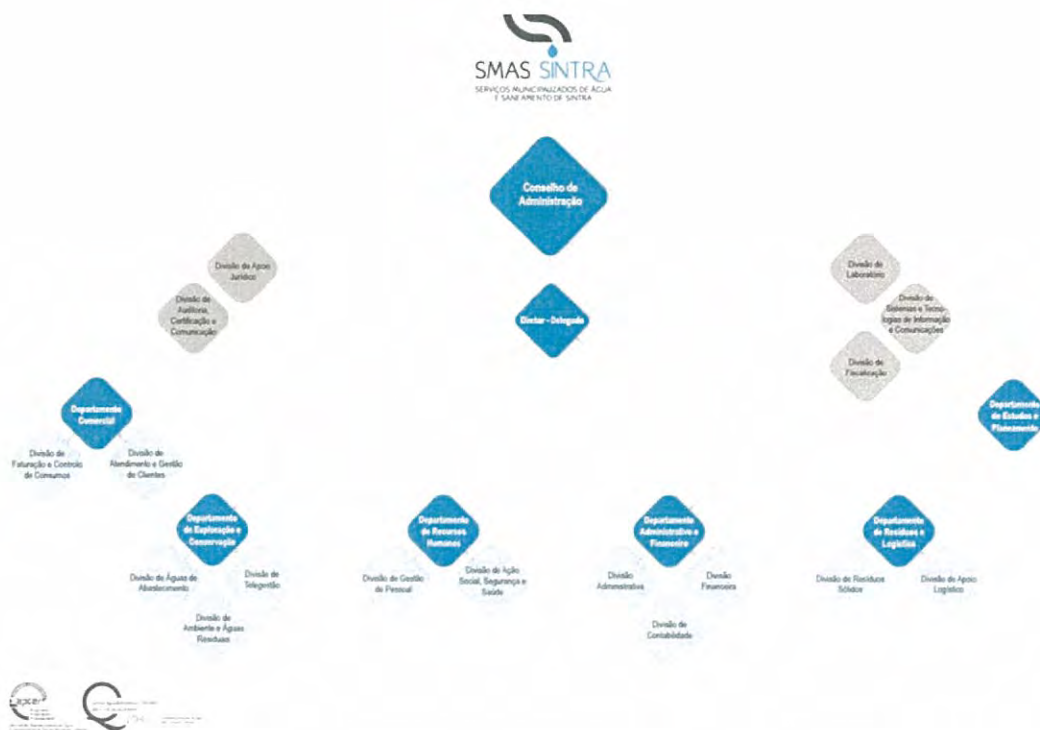 SMAS SINTRA
SERVIÇOS MUNICIPALIZADOS DE ÁGUA
E SANEAMENTO DE SINTRA
Conselho de
Administração
Divisão de Apoio
Jurídico
Divisão de
Auditoria,
Certificação e
Comunicação
Director - Delegado
Divisão de
Laboratório
Divisão de
Sistemas e Tecno-
logias de Informação
e Comunicações
Divisão de
Fiscalização
Departamento
Comercial
Divisão de
Faturação e Controlo
de Consumos
Divisão de
Atendimento e Gestão
de Clientes
Departamento
de Estudos e
Planeamento
Departamento
de Exploração e
Conservação
Divisão de Águas de
Abastecimento
Divisão de
Telegestão
Divisão de
Ambiente e Águas
Residuais
Departamento
de Recursos
Humanos
Divisão de Gestão
de Pessoal
Divisão de Ação
Social, Segurança e
Saúde
Departamento
Administrativo e
Financeiro
Divisão
Administrativa
Divisão
Financeira
Divisão de
Contabilidade
Departamento
de Resíduos e
Logística
Divisão de Resíduos
Sólidos
Divisão de Apoio
Logístico
apcer